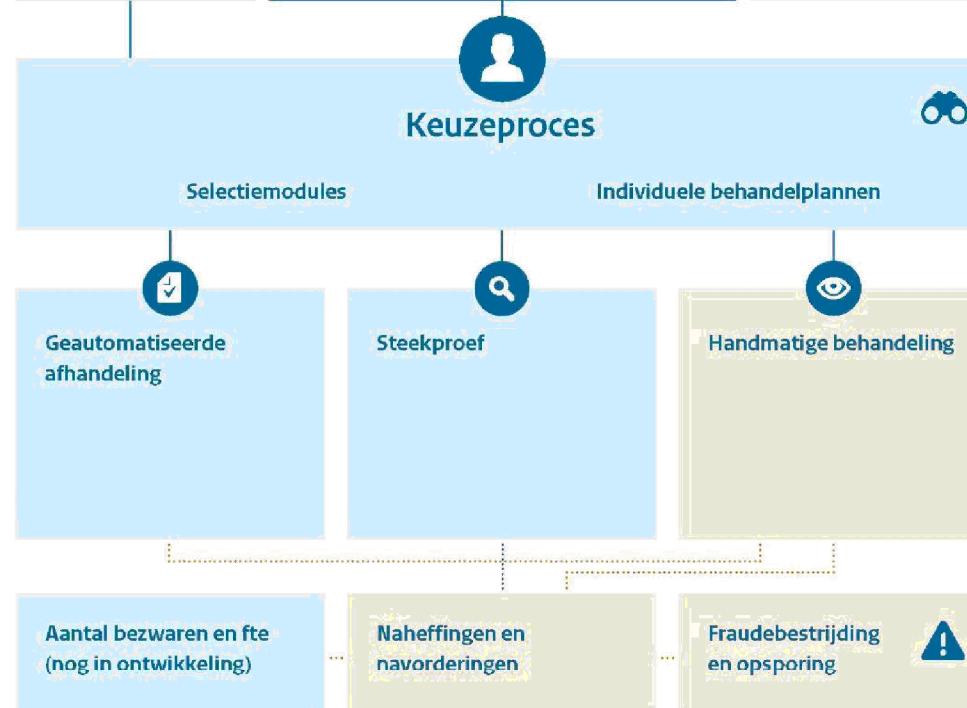 Keuzeproces
Selectiemodules
Individuele behandelplannen
Geautomatiseerde
afhandeling
Steekproef
Handmatige behandeling
Aantal bezwaren en fte
(nog in ontwikkeling)
Naheffingen en
navorderingen
Fraudebestrijding
en opsporing